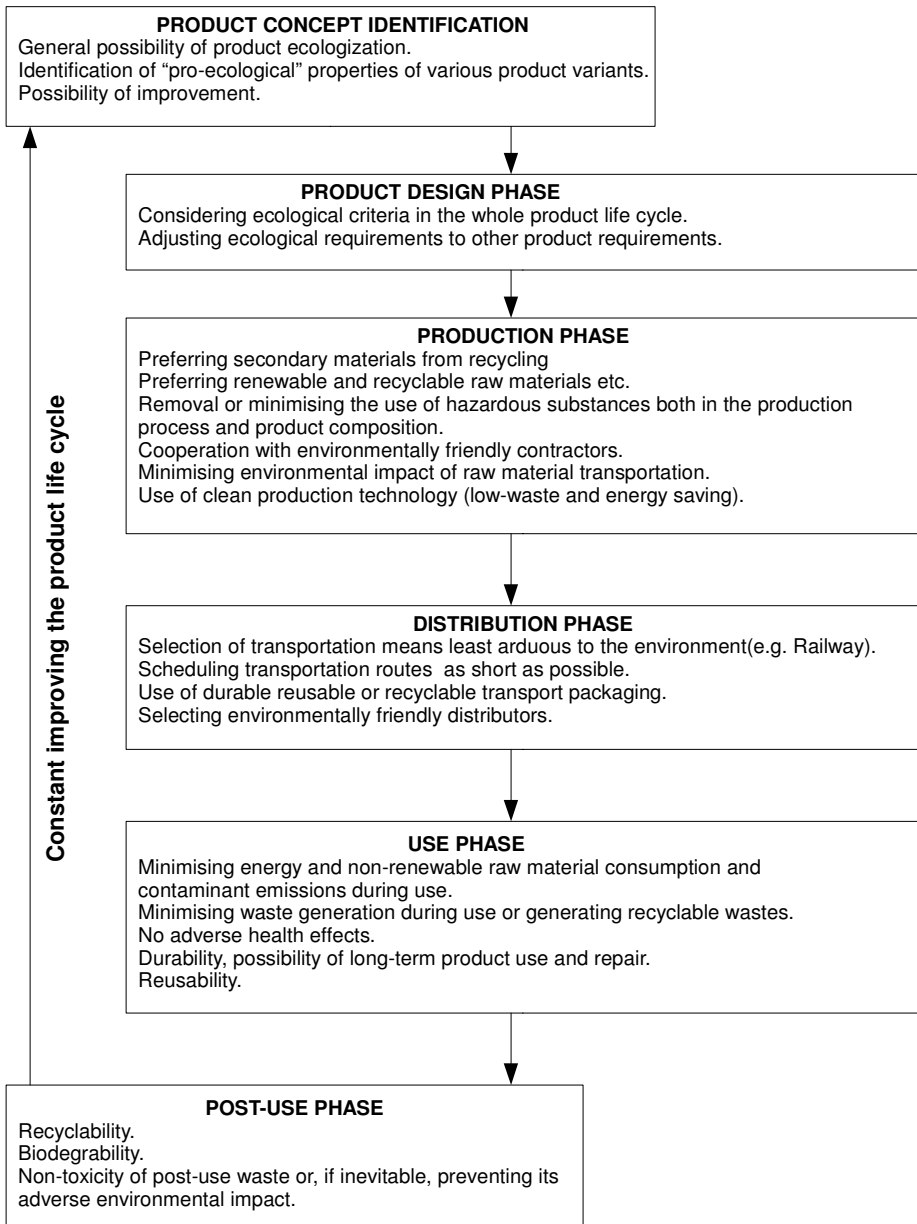 PRODUCT CONCEPT IDENTIFICATION
General possibility of product ecologization.
Identification of “pro-ecological” properties of various product variants.
Possibility of improvement.
PRODUCT DESIGN PHASE
Considering ecological criteria in the whole product life cycle.
Adjusting ecological requirements to other product requirements.
PRODUCTION PHASE
Preferring secondary materials from recycling
Preferring renewable and recyclable raw materials etc.
Removal or minimising the use of hazardous substances both in the production
process and product composition.
Cooperation with environmentally friendly contractors.
Minimising environmental impact of raw material transportation.
Use of clean production technology (low-waste and energy saving).
DISTRIBUTION PHASE
Selection of transportation means least arduous to the environment(e.g. Railway).
Scheduling transportation routes as short as possible.
Use of durable reusable or recyclable transport packaging.
Selecting environmentally friendly distributors.
USE PHASE
Minimising energy and non-renewable raw material consumption and
contaminant emissions during use.
Minimising waste generation during use or generating recyclable wastes.
No adverse health effects.
Durability, possibility of long-term product use and repair.
Reusability.
POST-USE PHASE
Recyclability.
Biodegrability.
Non-toxicity of post-use waste or, if inevitable, preventing its
adverse environmental impact.
Constant improving the product life cycle